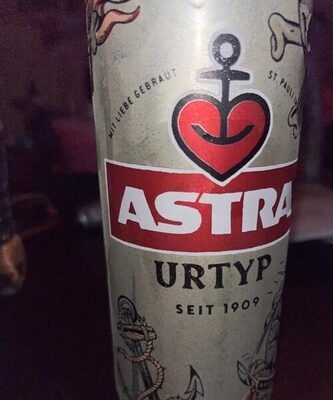 MIT LIEBE GEBRAUT
ST. PAULI
ASTRA
URTYP
SEIT 1909